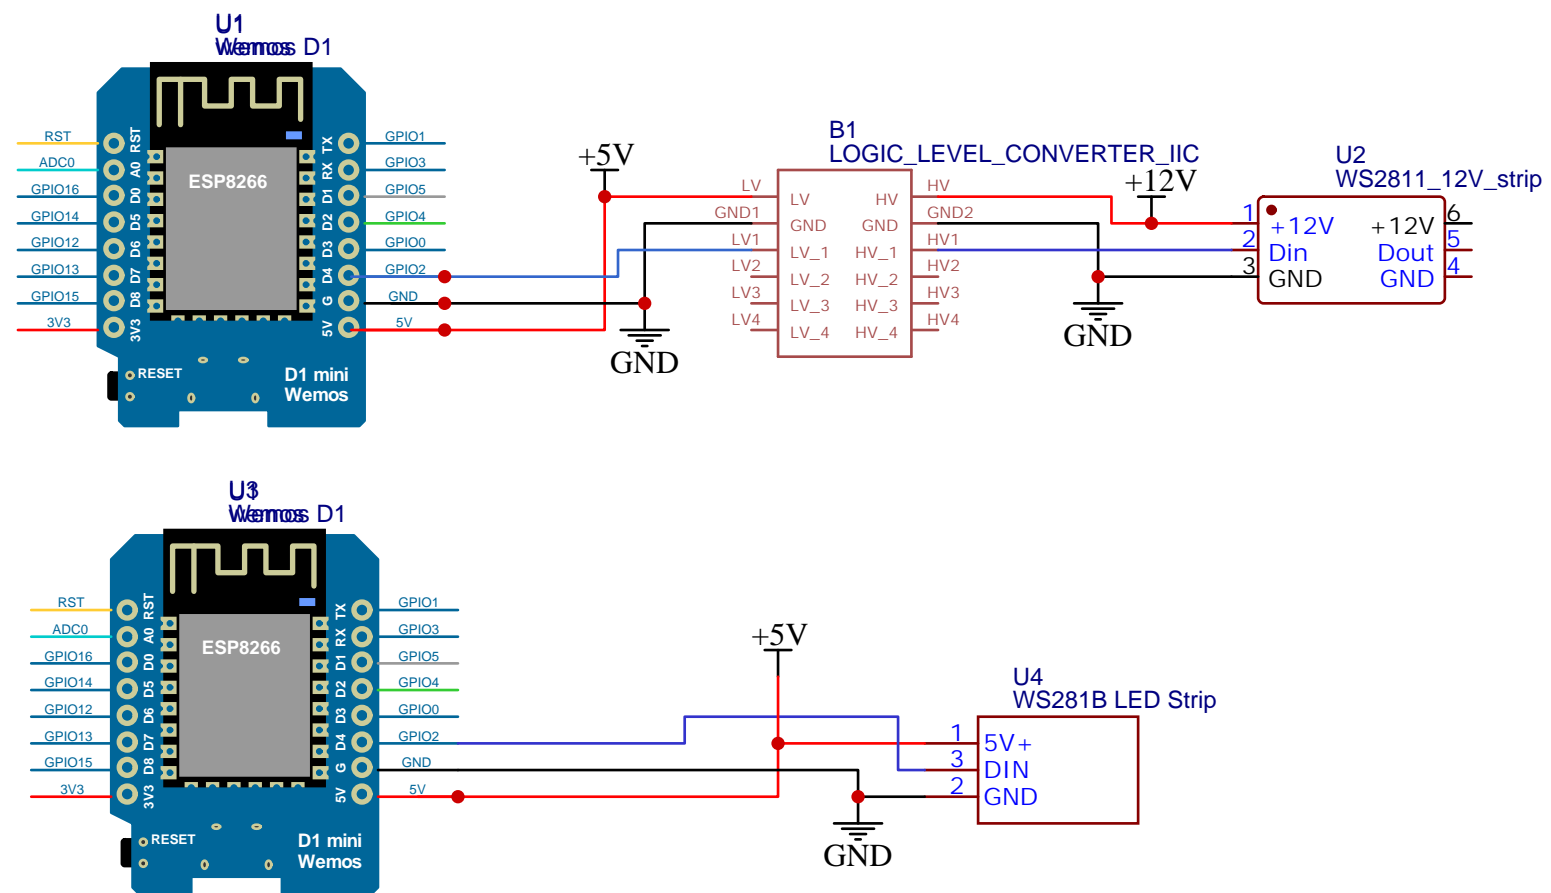 U1
Wemos D1
RST
ADC0
GPIO16
GPIO14
GPIO12
GPIO13
GPIO15
3V3
RST
A0
D0
D5
D6
D7
D8
3V3
ESP8266
TX
RX
D1
D2
D3
D4
G
5V
GPIO1
GPIO3
GPIO5
GPIO4
GPIO0
GPIO2
GND
5V
RESET
D1 mini
Wemos
+5V
GND
B1
LOGIC_LEVEL_CONVERTER_IIC
LV
GND1
LV1
LV2
LV3
LV4
LV
GND
LV_1
LV_2
LV_3
LV_4
HV
GND
HV_1
HV_2
HV_3
HV_4
HV
GND2
HV1
HV2
HV3
HV4
+12V
GND
U2
WS2811_12V_strip
1
2
3
+12V
Din
GND
+12V
Dout
GND
6
5
4
U3
Wemos D1
RST
ADC0
GPIO16
GPIO14
GPIO12
GPIO13
GPIO15
3V3
RST
A0
D0
D5
D6
D7
D8
3V3
ESP8266
TX
RX
D1
D2
D3
D4
G
5V
GPIO1
GPIO3
GPIO5
GPIO4
GPIO0
GPIO2
GND
5V
RESET
D1 mini
Wemos
+5V
GND
U4
WS281B LED Strip
1
3
2
5V+
DIN
GND